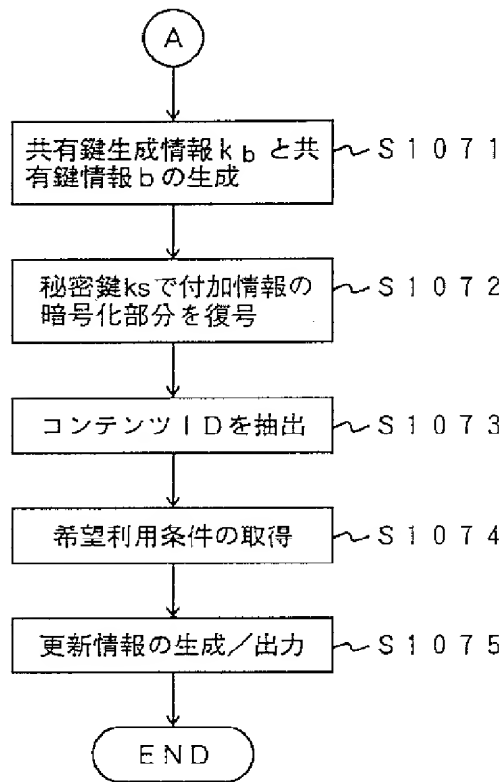 A
共有鍵生成情報kbと共
有鍵情報bの生成
S1071
秘密鍵ksで付加情報の
暗号化部分を復号
S1072
コンテンツIDを抽出
S1073
希望利用条件の取得
S1074
更新情報の生成/出力
S1075
END